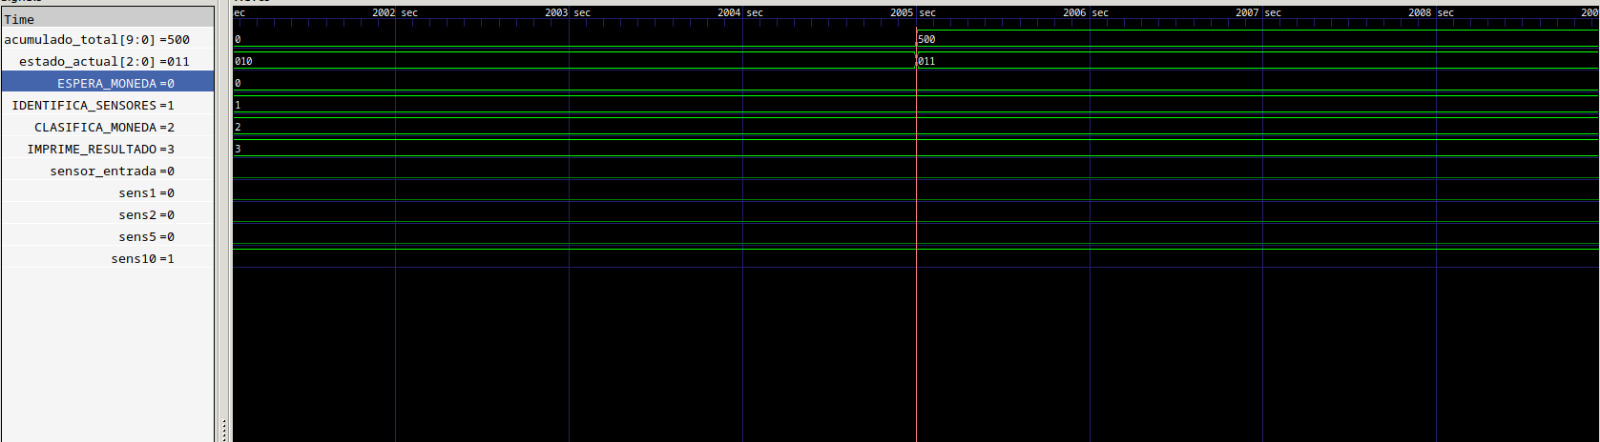 Time
acumulado_total[9:0] =500
estado_actual[2:0] =011
ESPERA_MONEDA =0
IDENTIFICA_SENSORES =1
CLASIFICA_MONEDA =2
IMPRIME_RESULTADO =3
sensor_entrada =0
sens1 =0
sens2 =0
sens5 =0
sens10 =1
ec 2002 sec 2003 sec 2004 sec 2005 sec 2006 sec 2007 sec 2008 sec 200
0 500
010 011
0
1
2
3